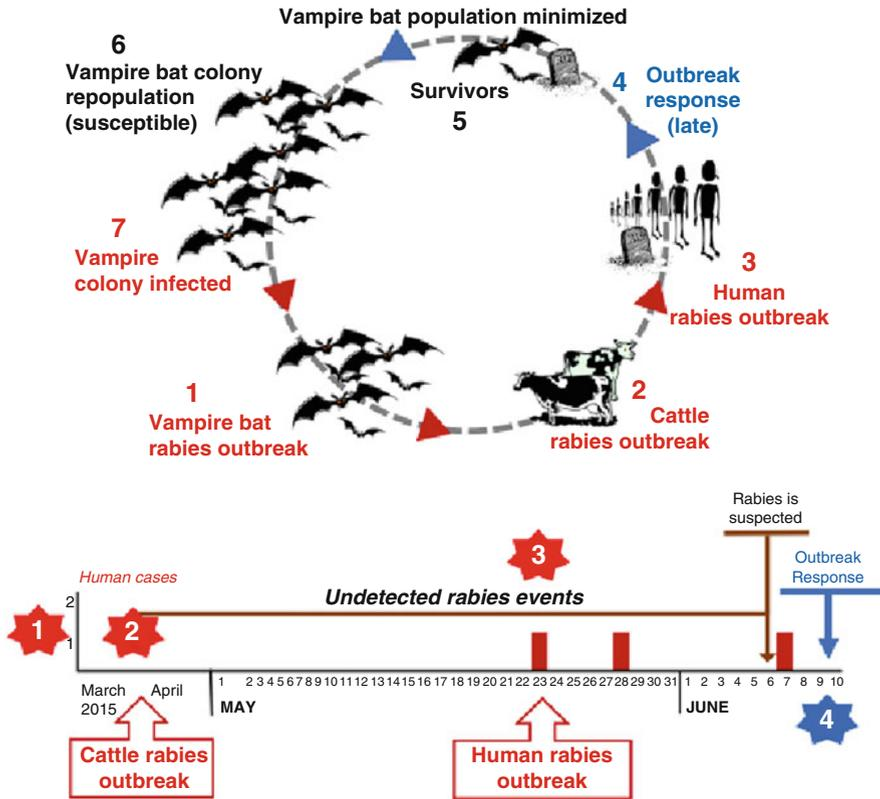 Vampire bat population minimized
6
Vampire bat colony
repopulation
(susceptible)
Survivors
5
4
Outbreak
response
(late)
7
Vampire
colony infected
3
Human
rabies outbreak
1
Vampire bat
rabies outbreak
2
Cattle
rabies outbreak
Rabies is
suspected
Outbreak
Response
3
Human cases
Undetected rabies events
2
1
1
2
1 2 3 4 5 6 7 8 9 10 11 12 13 14 15 16 17 18 19 20 21 22 23 24 25 26 27 28 29 30 31 1 2 3 4 5 6 7 8 9 10
March
2015
April
MAY
JUNE
4
Cattle rabies
outbreak
Human rabies
outbreak